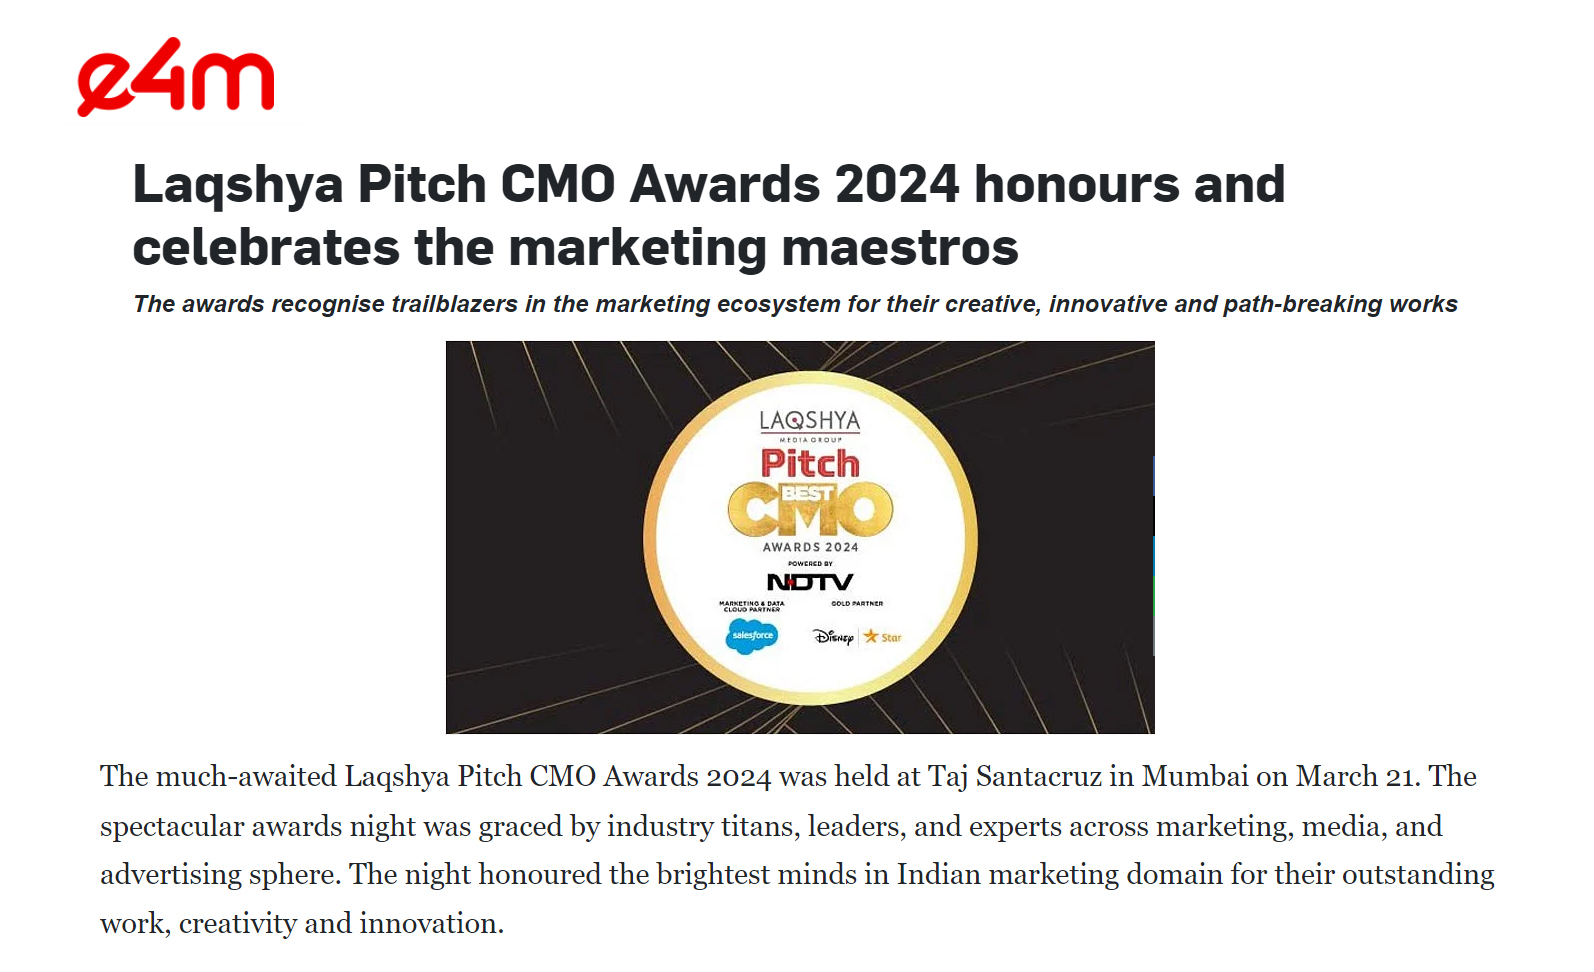 e4m
Laqshya Pitch CMO Awards 2024 honours and
celebrates the marketing maestros
The awards recognise trailblazers in the marketing ecosystem for their creative, innovative and path-breaking works
LAQSHYA
MEDIA GROUP
Pitch
BEST
CMO
AWARDS 2024
POWERED BY
NDTV
MARKETING & DATA
CLOUD PARTNER
GOLD PARTNER
salesforce
Disney Star
The much-awaited Laqshya Pitch CMO Awards 2024 was held at Taj Santacruz in Mumbai on March 21. The
spectacular awards night was graced by industry titans, leaders, and experts across marketing, media, and
advertising sphere. The night honoured the brightest minds in Indian marketing domain for their outstanding
work, creativity and innovation.